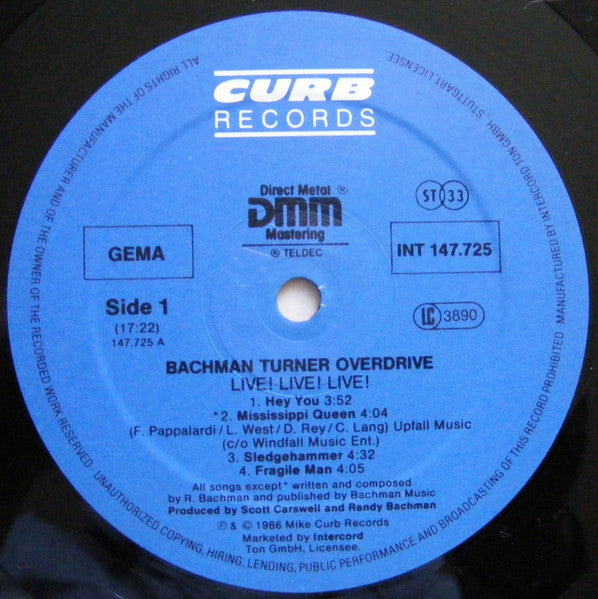 CURB
RECORDS
Direct Metal ®
DMM
Mastering
® TELDEC
ST 33
GEMA
INT 147.725
Side 1
(17:22)
147.725 A
LC 3890
BACHMAN TURNER OVERDRIVE
LIVE! LIVE! LIVE!
1. Hey You 3:52
*2. Mississippi Queen 4:04
(F. Pappalardi/L. West/D. Rey/C. Lang) Upfall Music
(c/o Windfall Music Ent.)
3. Sledgehammer 4:32
4. Fragile Man 4:05
All songs except* written and composed
by R. Bachman and published by Bachman Music
Produced by Scott Carswell and Randy Bachman
℗ & © 1986 Mike Curb Records
Marketed by Intercord
Ton GmbH, Licensee.
ALL RIGHTS OF THE MANUFACTURER AND OF THE OWNER OF THE RECORDED WORK RESERVED. UNAUTHORIZED COPYING, HIRING, LENDING, PUBLIC PERFORMANCE AND BROADCASTING OF THIS RECORD PROHIBITED. MANUFACTURED BY INTERCORD TON GMBH, STUTTGART, LICENSEE.